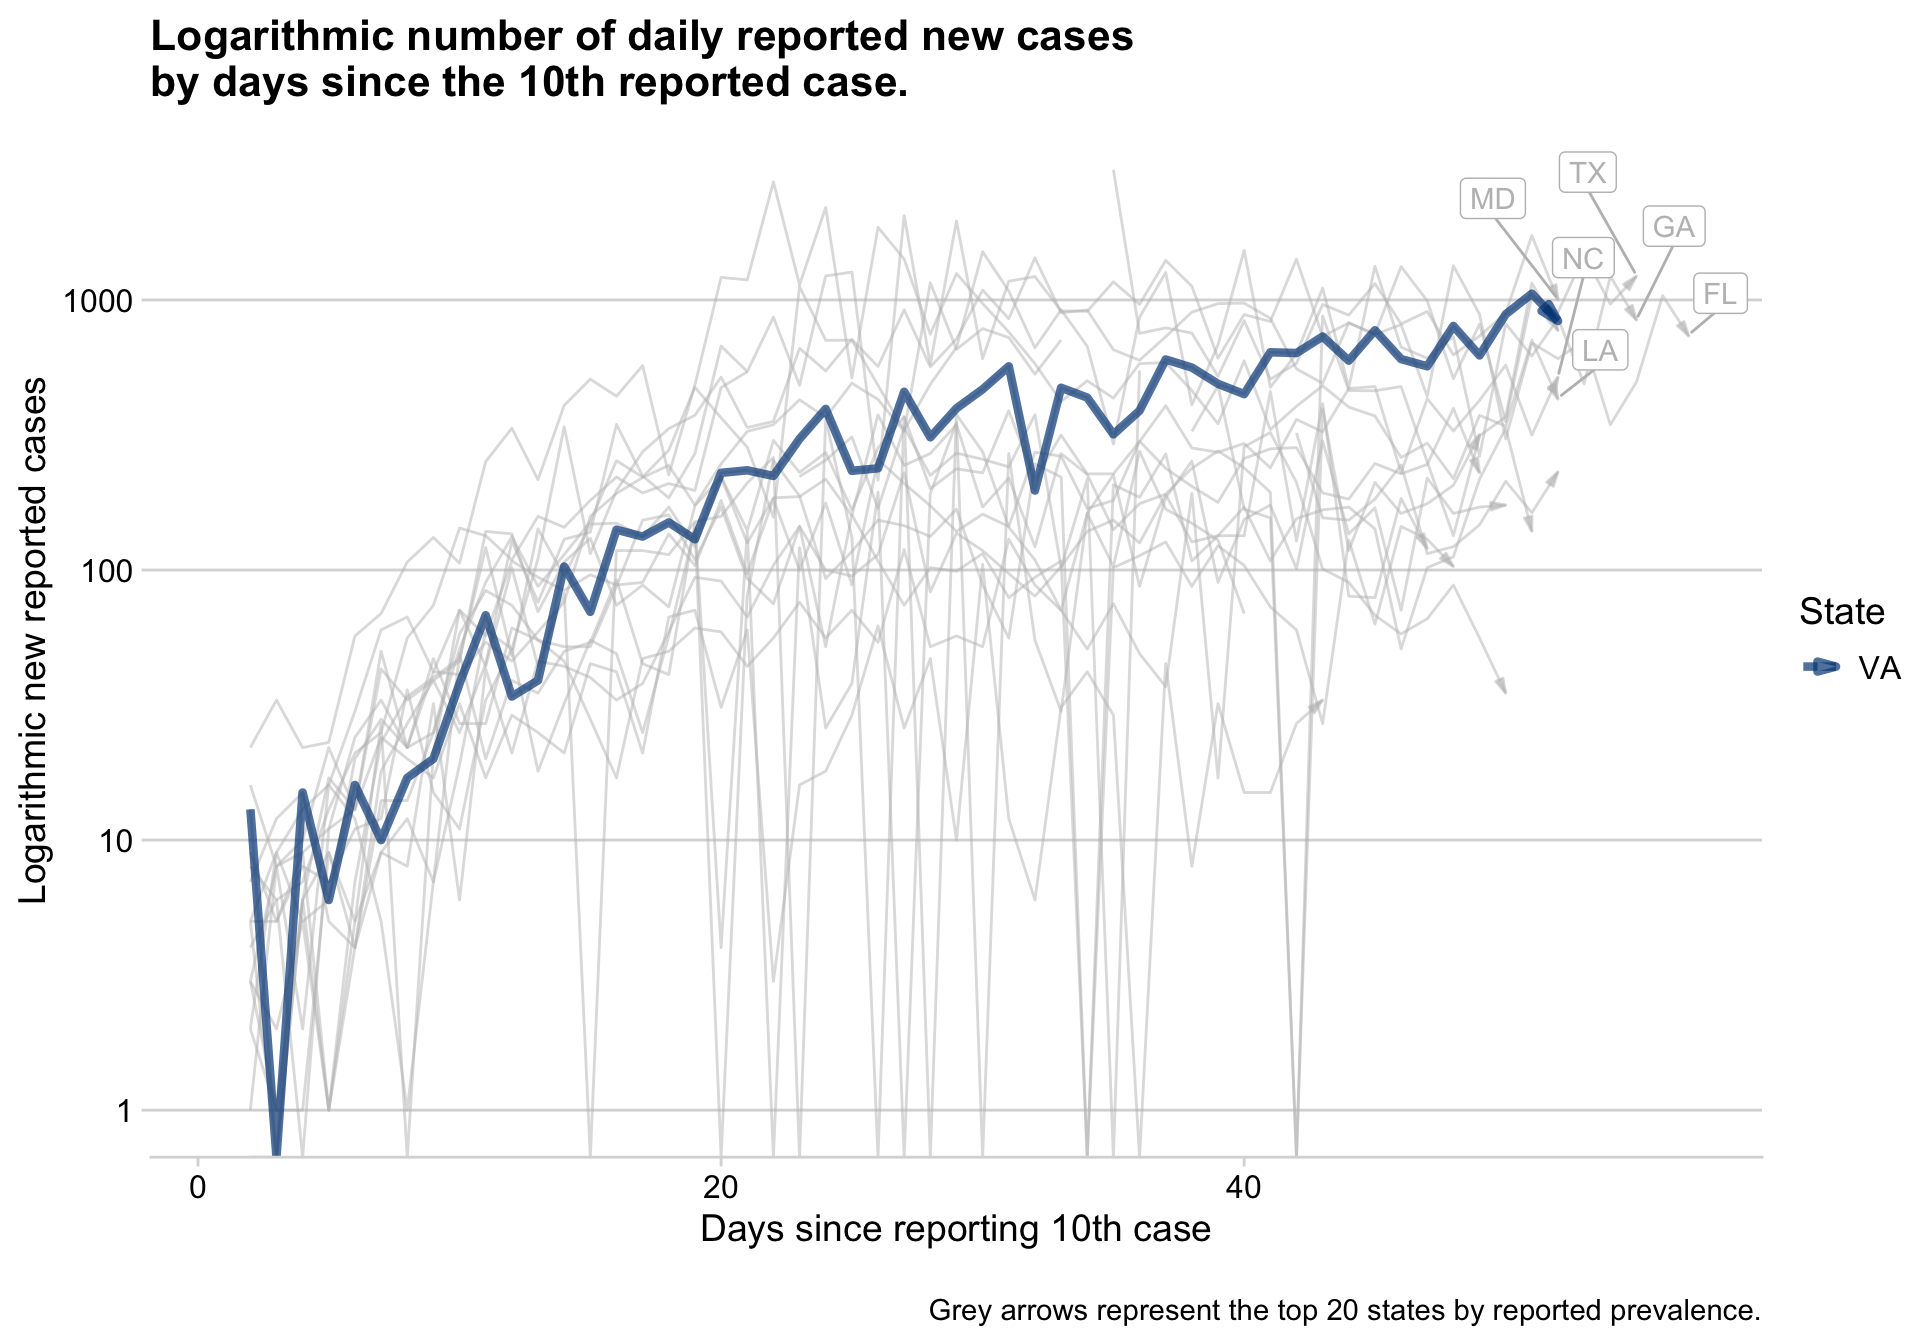 Logarithmic number of daily reported new cases
by days since the 10th reported case.
TX
MD
GA
NC
FL
LA
1000
100
10
1
Logarithmic new reported cases
State
VA
0
20
40
Days since reporting 10th case
Grey arrows represent the top 20 states by reported prevalence.